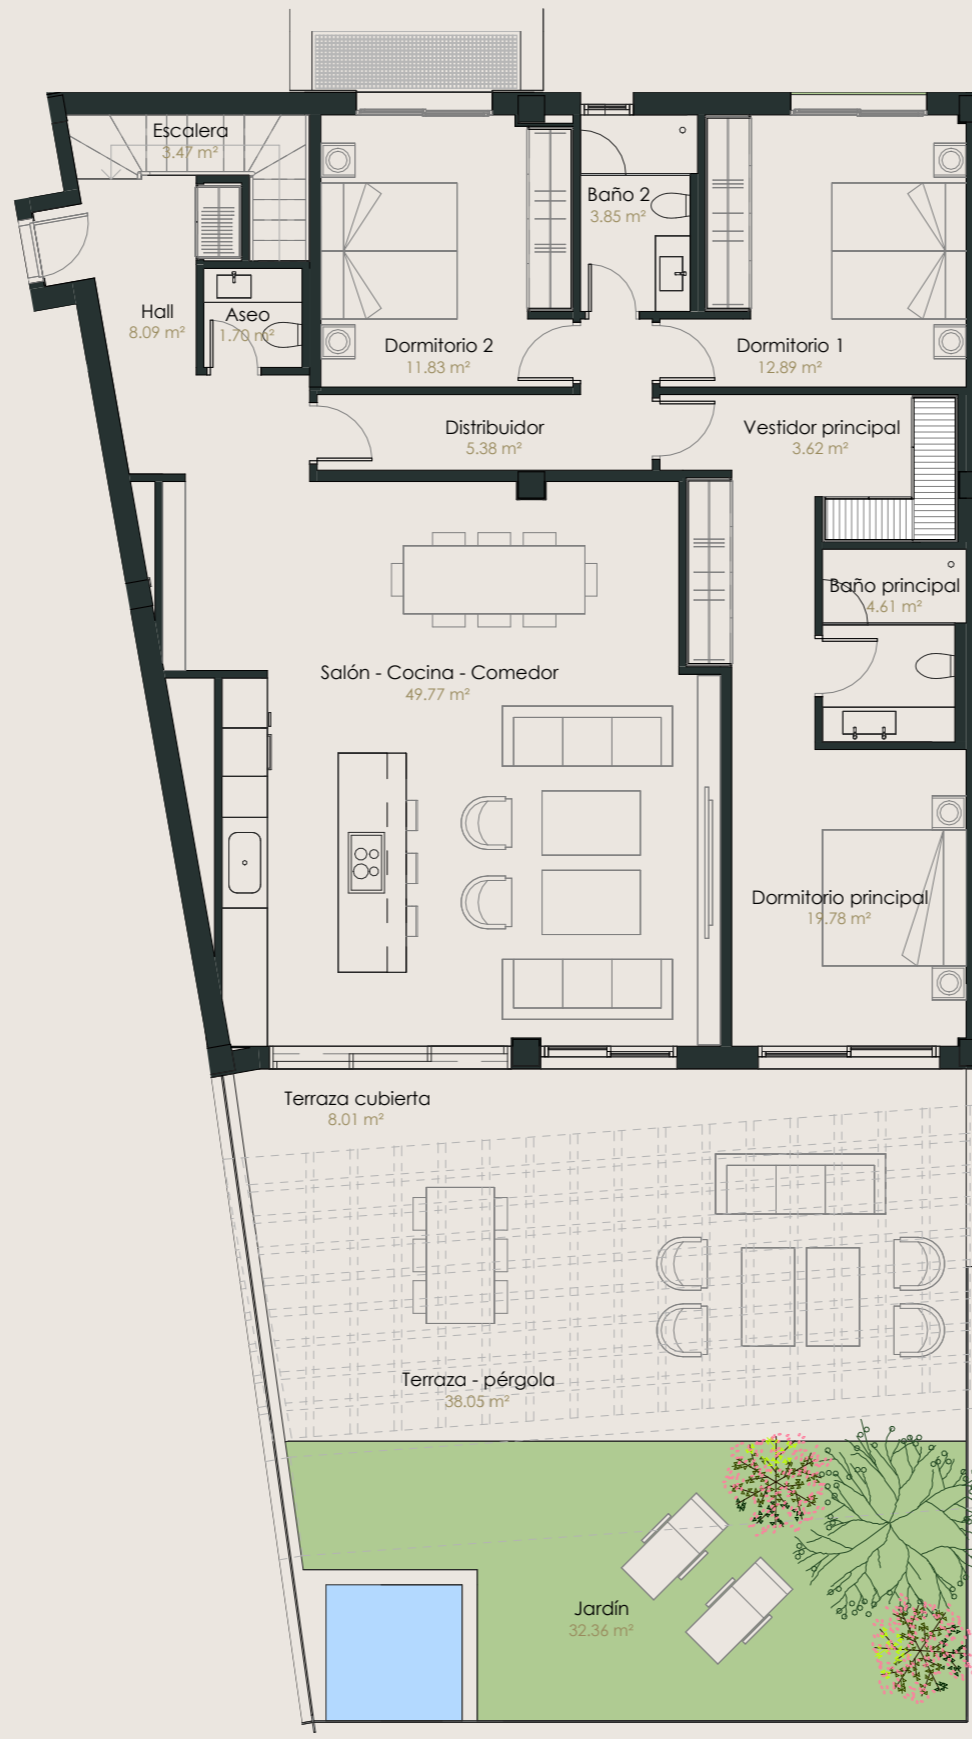 Escalera
3.47 m²
Baño 2
3.85 m²
Hall
8.09 m²
Aseo
1.70 m²
Dormitorio 2
11.83 m²
Dormitorio 1
12.89 m²
Distribuidor
5.38 m²
Vestidor principal
3.62 m²
Baño principal
4.61 m²
Salón - Cocina - Comedor
49.77 m²
Dormitorio principal
19.78 m²
Terraza cubierta
8.01 m²
Terraza - pérgola
38.05 m²
Jardín
32.36 m²